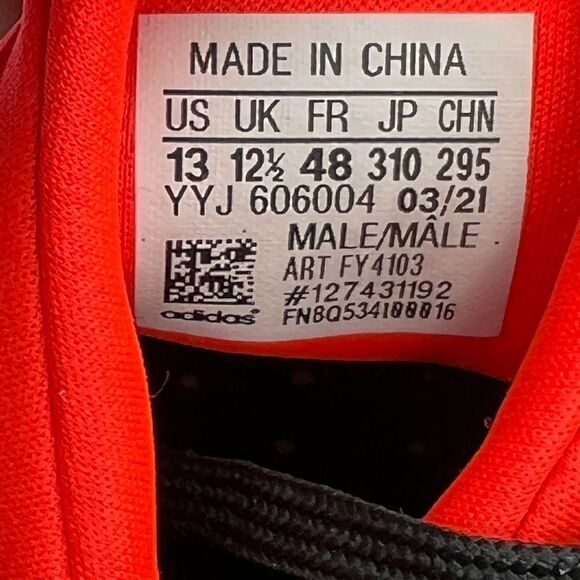 MADE IN CHINA
US UK FR JP CHN
13 12½ 48 310 295
YYJ 606004 03/21
MALE/MÂLE
ART FY4103
#127431192
adidas®
FN8Q534100016